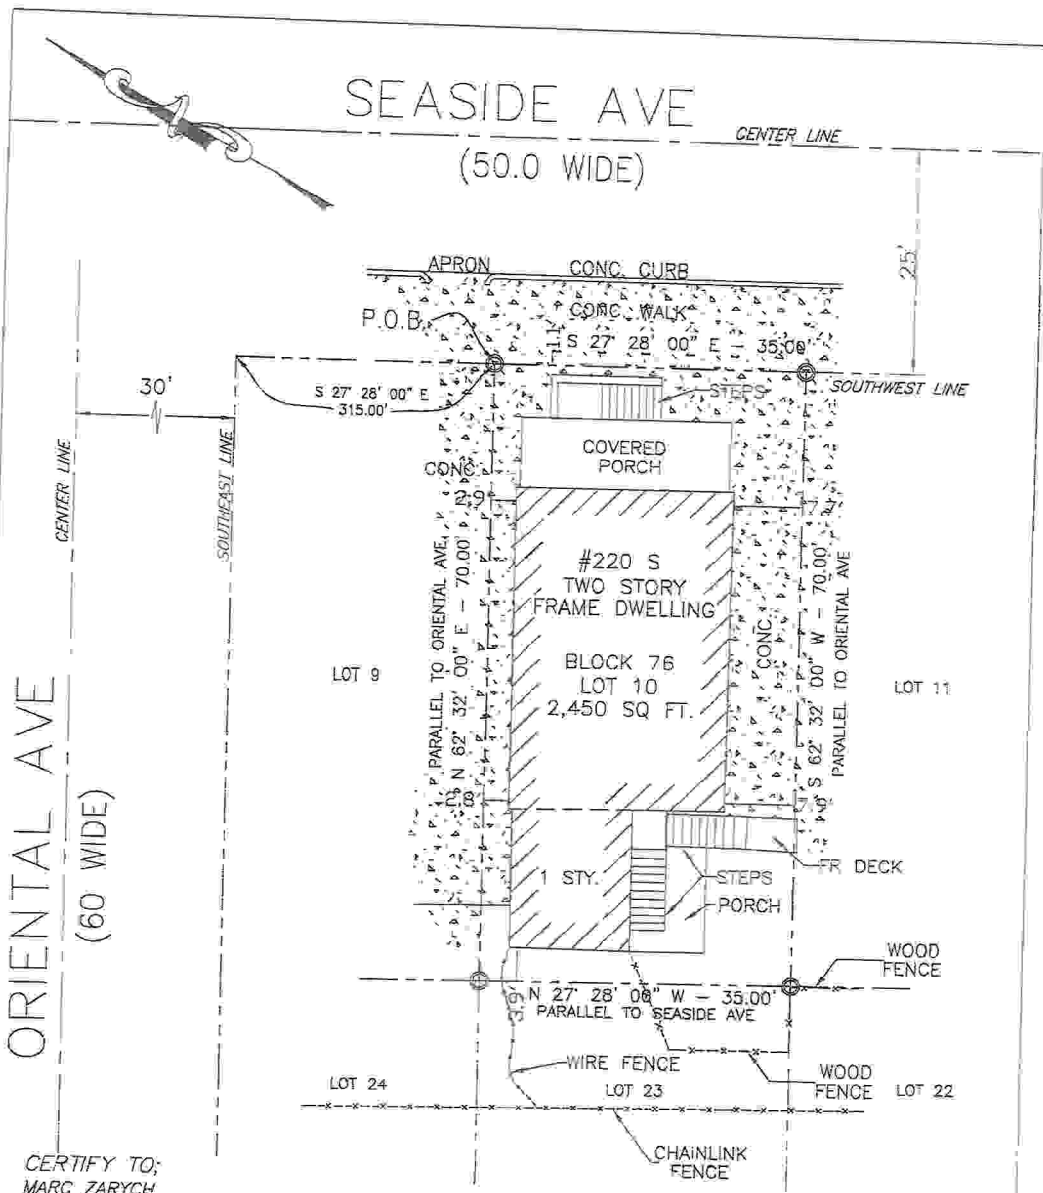 SEASIDE AVE
CENTER LINE
(50.0 WIDE)
25'
APRON
CONC. CURB
CONC. WALK
P.O.B.
S 27° 28' 00" E - 35.00'
1.1'
30'
S 27° 28' 00" E
315.00'
STEPS
SOUTHWEST LINE
CENTER LINE
SOUTHEAST LINE
COVERED
PORCH
CONC.
2.9'
PARALLEL TO ORIENTAL AVE
N 62° 32' 00" E - 70.00'
#220 S
TWO STORY
FRAME DWELLING
BLOCK 76
LOT 10
2,450 SQ FT.
CONC.
S 62° 32' 00" W - 70.00'
PARALLEL TO ORIENTAL AVE
LOT 9
LOT 11
2.8'
ORIENTAL AVE
(60 WIDE)
1 STY.
FR DECK
STEPS
PORCH
WOOD
FENCE
3.9'
N 27° 28' 00" W - 35.00'
PARALLEL TO SEASIDE AVE
WIRE FENCE
WOOD
FENCE
LOT 24
LOT 23
LOT 22
CHAINLINK
FENCE
CERTIFY TO;
MARC ZARYCH